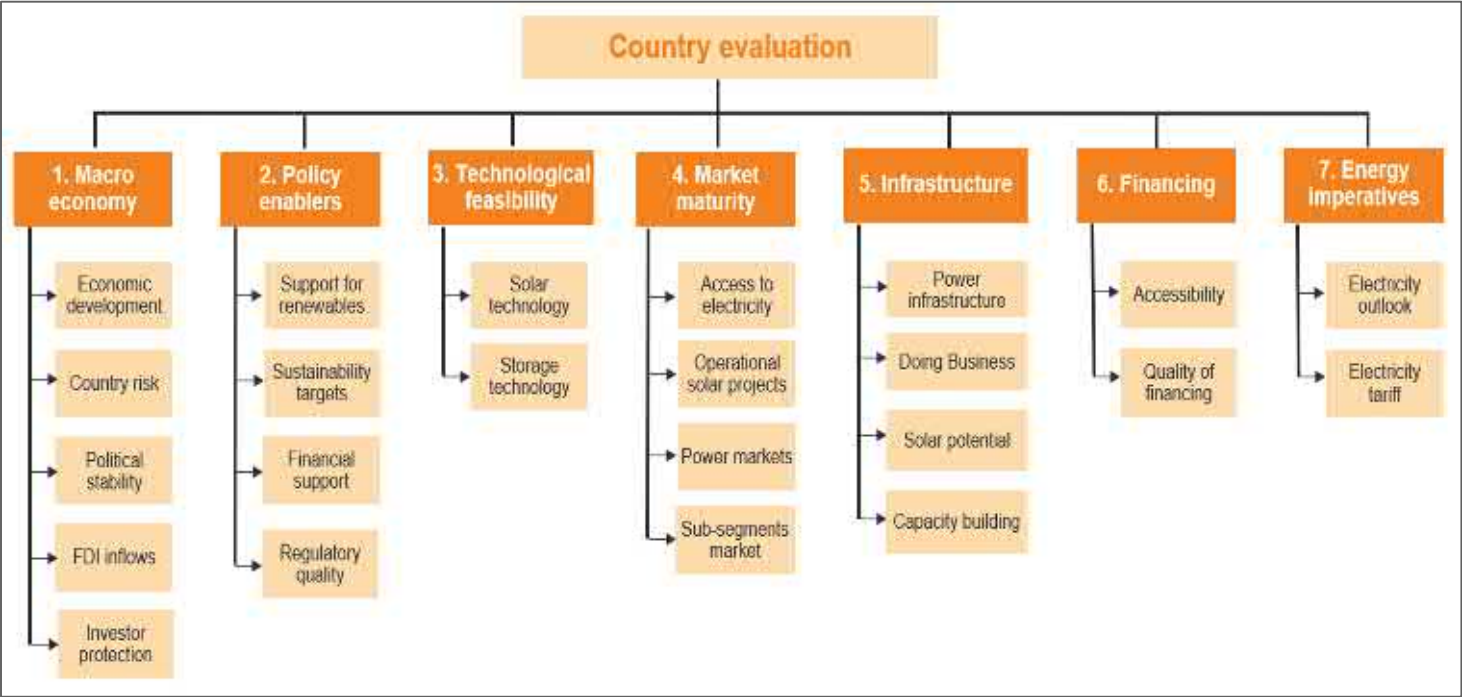 Country evaluation
1. Macro
economy
Economic
development
Country risk
Political
stability
FDI inflows
Investor
protection
2. Policy
enablers
Support for
renewables
Sustainability
targets
Financial
support
Regulatory
quality
3. Technological
feasibility
Solar
technology
Storage
technology
4. Market
maturity
Access to
electricity
Operational
solar projects
Power markets
Sub-segments
market
5. Infrastructure
Power
infrastructure
Doing Business
Solar potential
Capacity building
6. Financing
Accessibility
Quality of
financing
7. Energy
imperatives
Electricity
outlook
Electricity
tariff